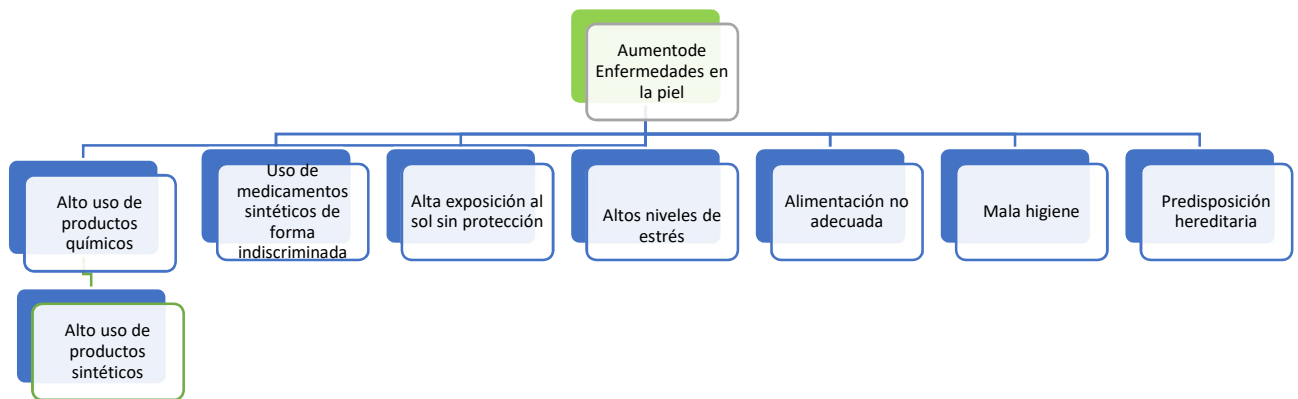 Aumentode
Enfermedades en
la piel
Alto uso de
productos
químicos
Uso de
medicamentos
sintéticos de
forma
indiscriminada
Alta exposición al
sol sin protección
Altos niveles de
estrés
Alimentación no
adecuada
Mala higiene
Predisposición
hereditaria
Alto uso de
productos
sintéticos